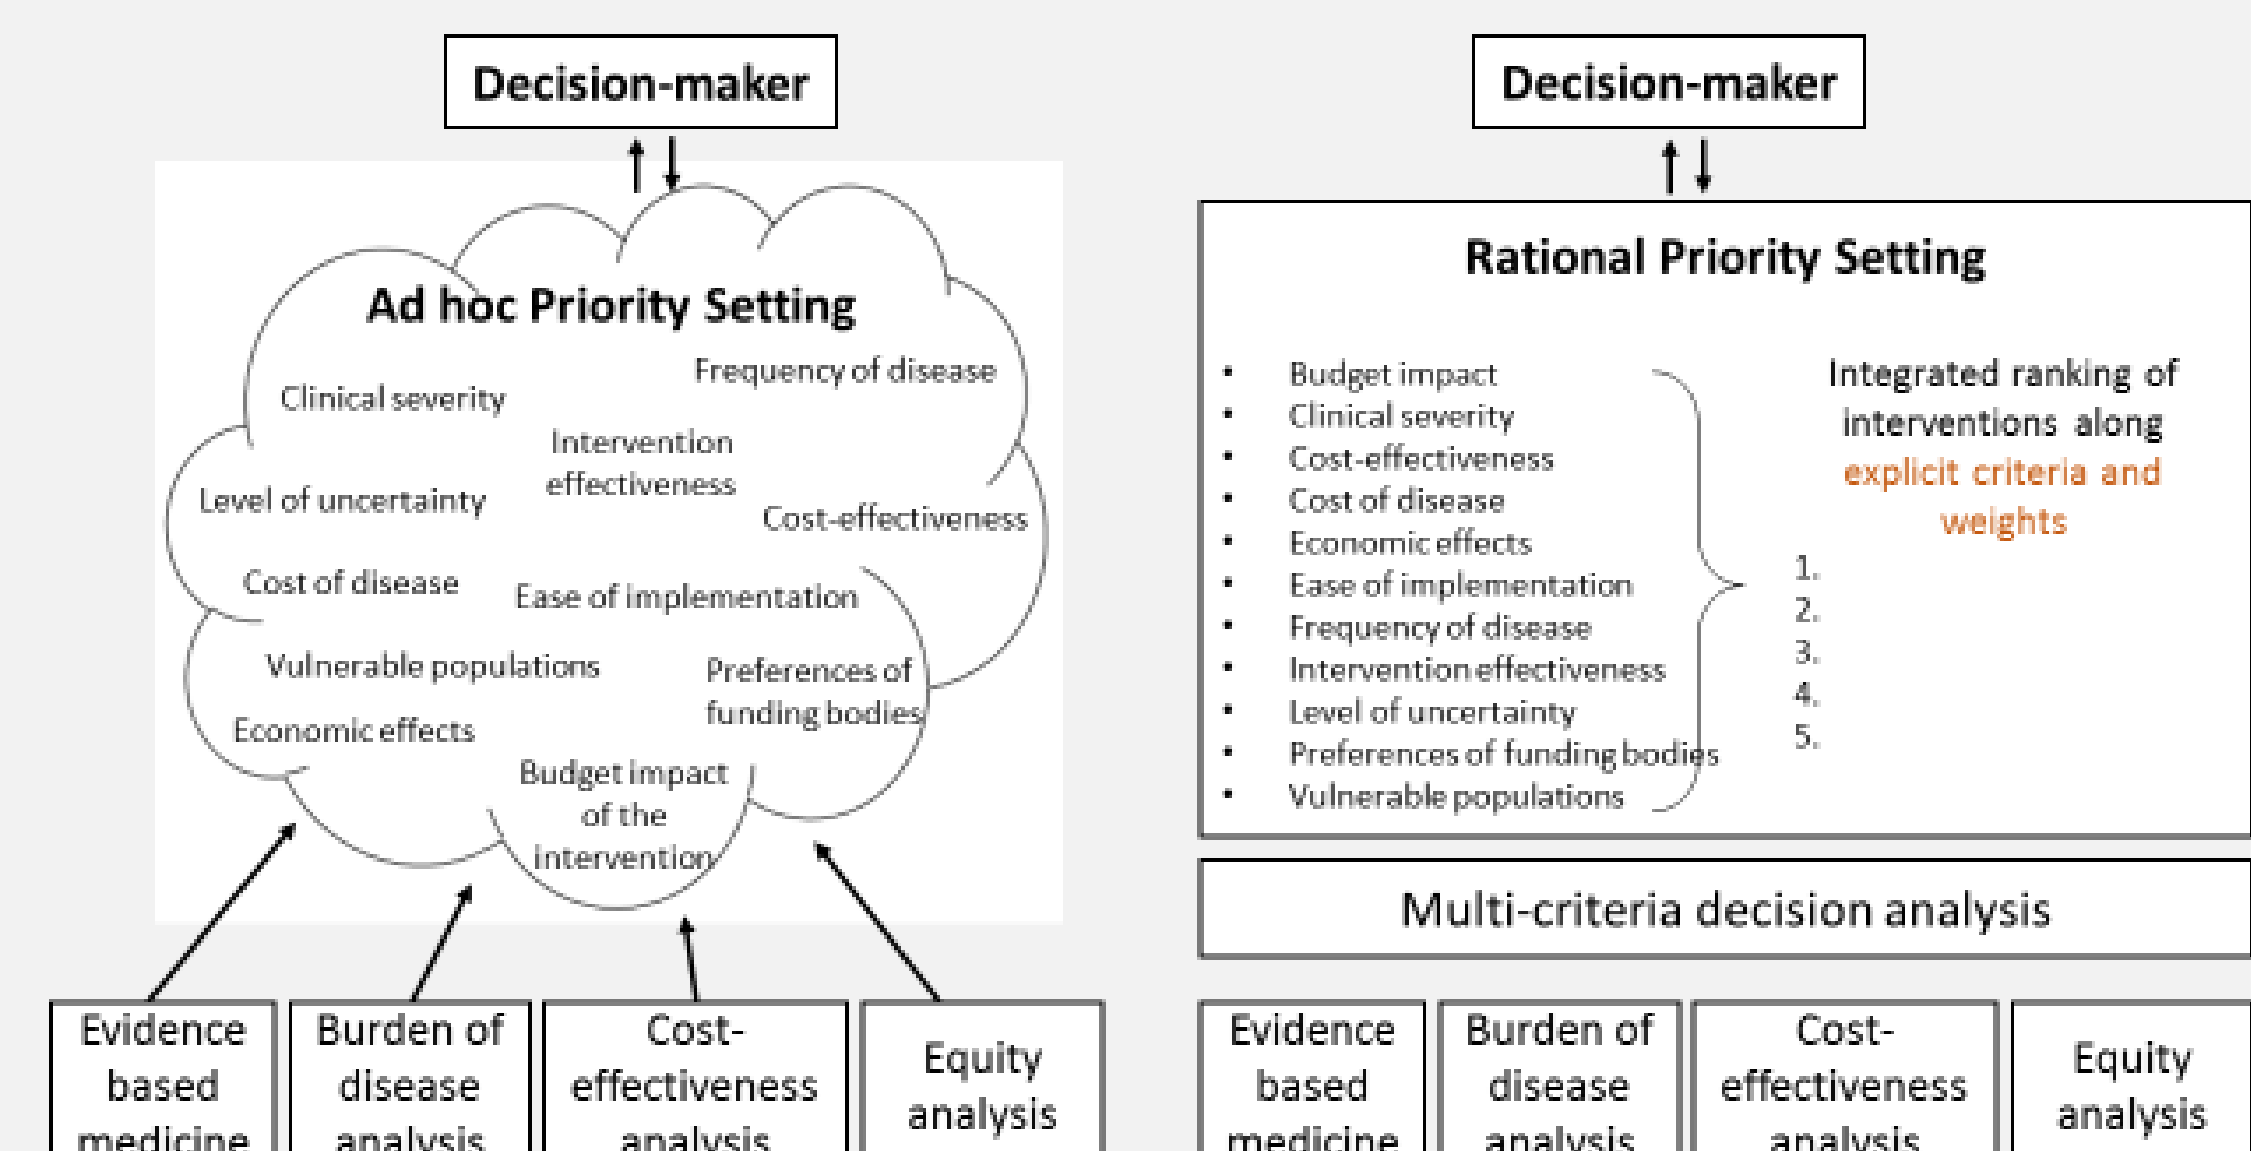 Decision-maker
Ad hoc Priority Setting
Frequency of disease
Clinical severity
Intervention
effectiveness
Level of uncertainty
Cost-effectiveness
Cost of disease
Ease of implementation
Vulnerable populations
Preferences of
funding bodies
Economic effects
Budget impact
of the
intervention
Evidence
based
medicine
Burden of
disease
analysis
Cost-
effectiveness
analysis
Equity
analysis
Decision-maker
Rational Priority Setting
• Budget impact
• Clinical severity
• Cost-effectiveness
• Cost of disease
• Economic effects
• Ease of implementation
• Frequency of disease
• Intervention effectiveness
• Level of uncertainty
• Preferences of funding bodies
• Vulnerable populations
Integrated ranking of
interventions along
explicit criteria and
weights
1.
2.
3.
4.
5.
Multi-criteria decision analysis
Evidence
based
medicine
Burden of
disease
analysis
Cost-
effectiveness
analysis
Equity
analysis